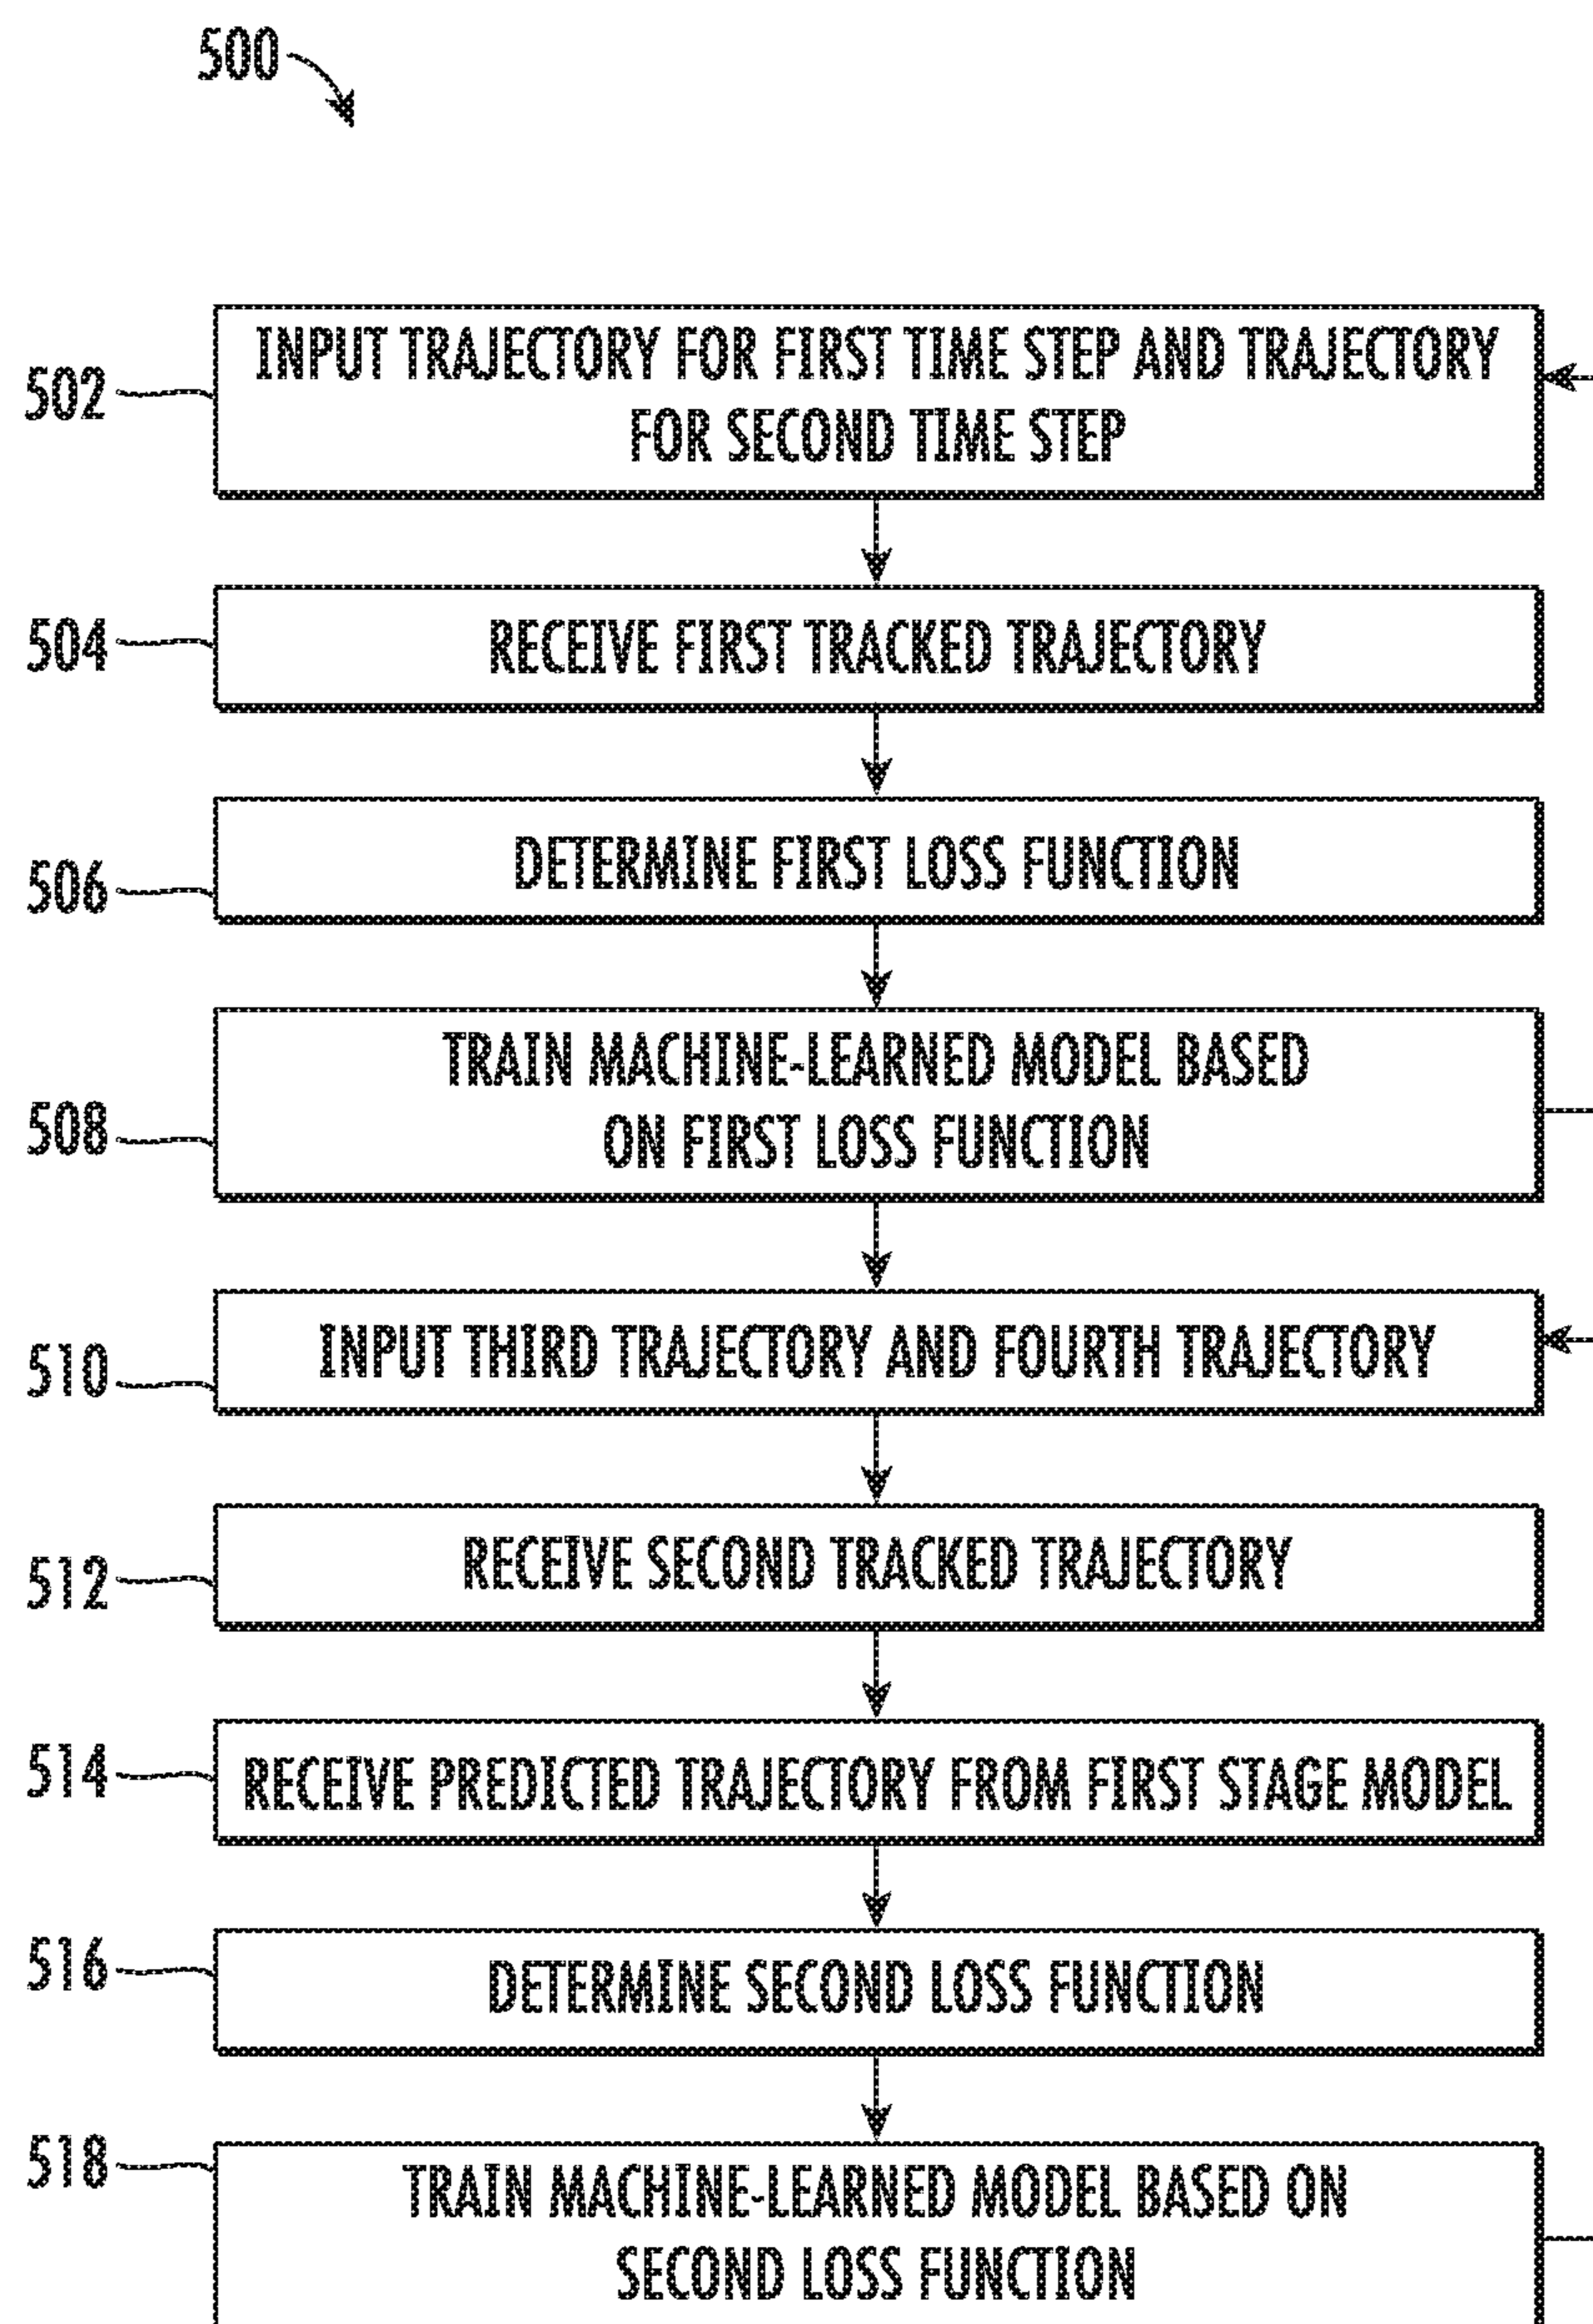 500
502
INPUT TRAJECTORY FOR FIRST TIME STEP AND TRAJECTORY
FOR SECOND TIME STEP
504
RECEIVE FIRST TRACKED TRAJECTORY
506
DETERMINE FIRST LOSS FUNCTION
508
TRAIN MACHINE-LEARNED MODEL BASED
ON FIRST LOSS FUNCTION
510
INPUT THIRD TRAJECTORY AND FOURTH TRAJECTORY
512
RECEIVE SECOND TRACKED TRAJECTORY
514
RECEIVE PREDICTED TRAJECTORY FROM FIRST STAGE MODEL
516
DETERMINE SECOND LOSS FUNCTION
518
TRAIN MACHINE-LEARNED MODEL BASED ON
SECOND LOSS FUNCTION